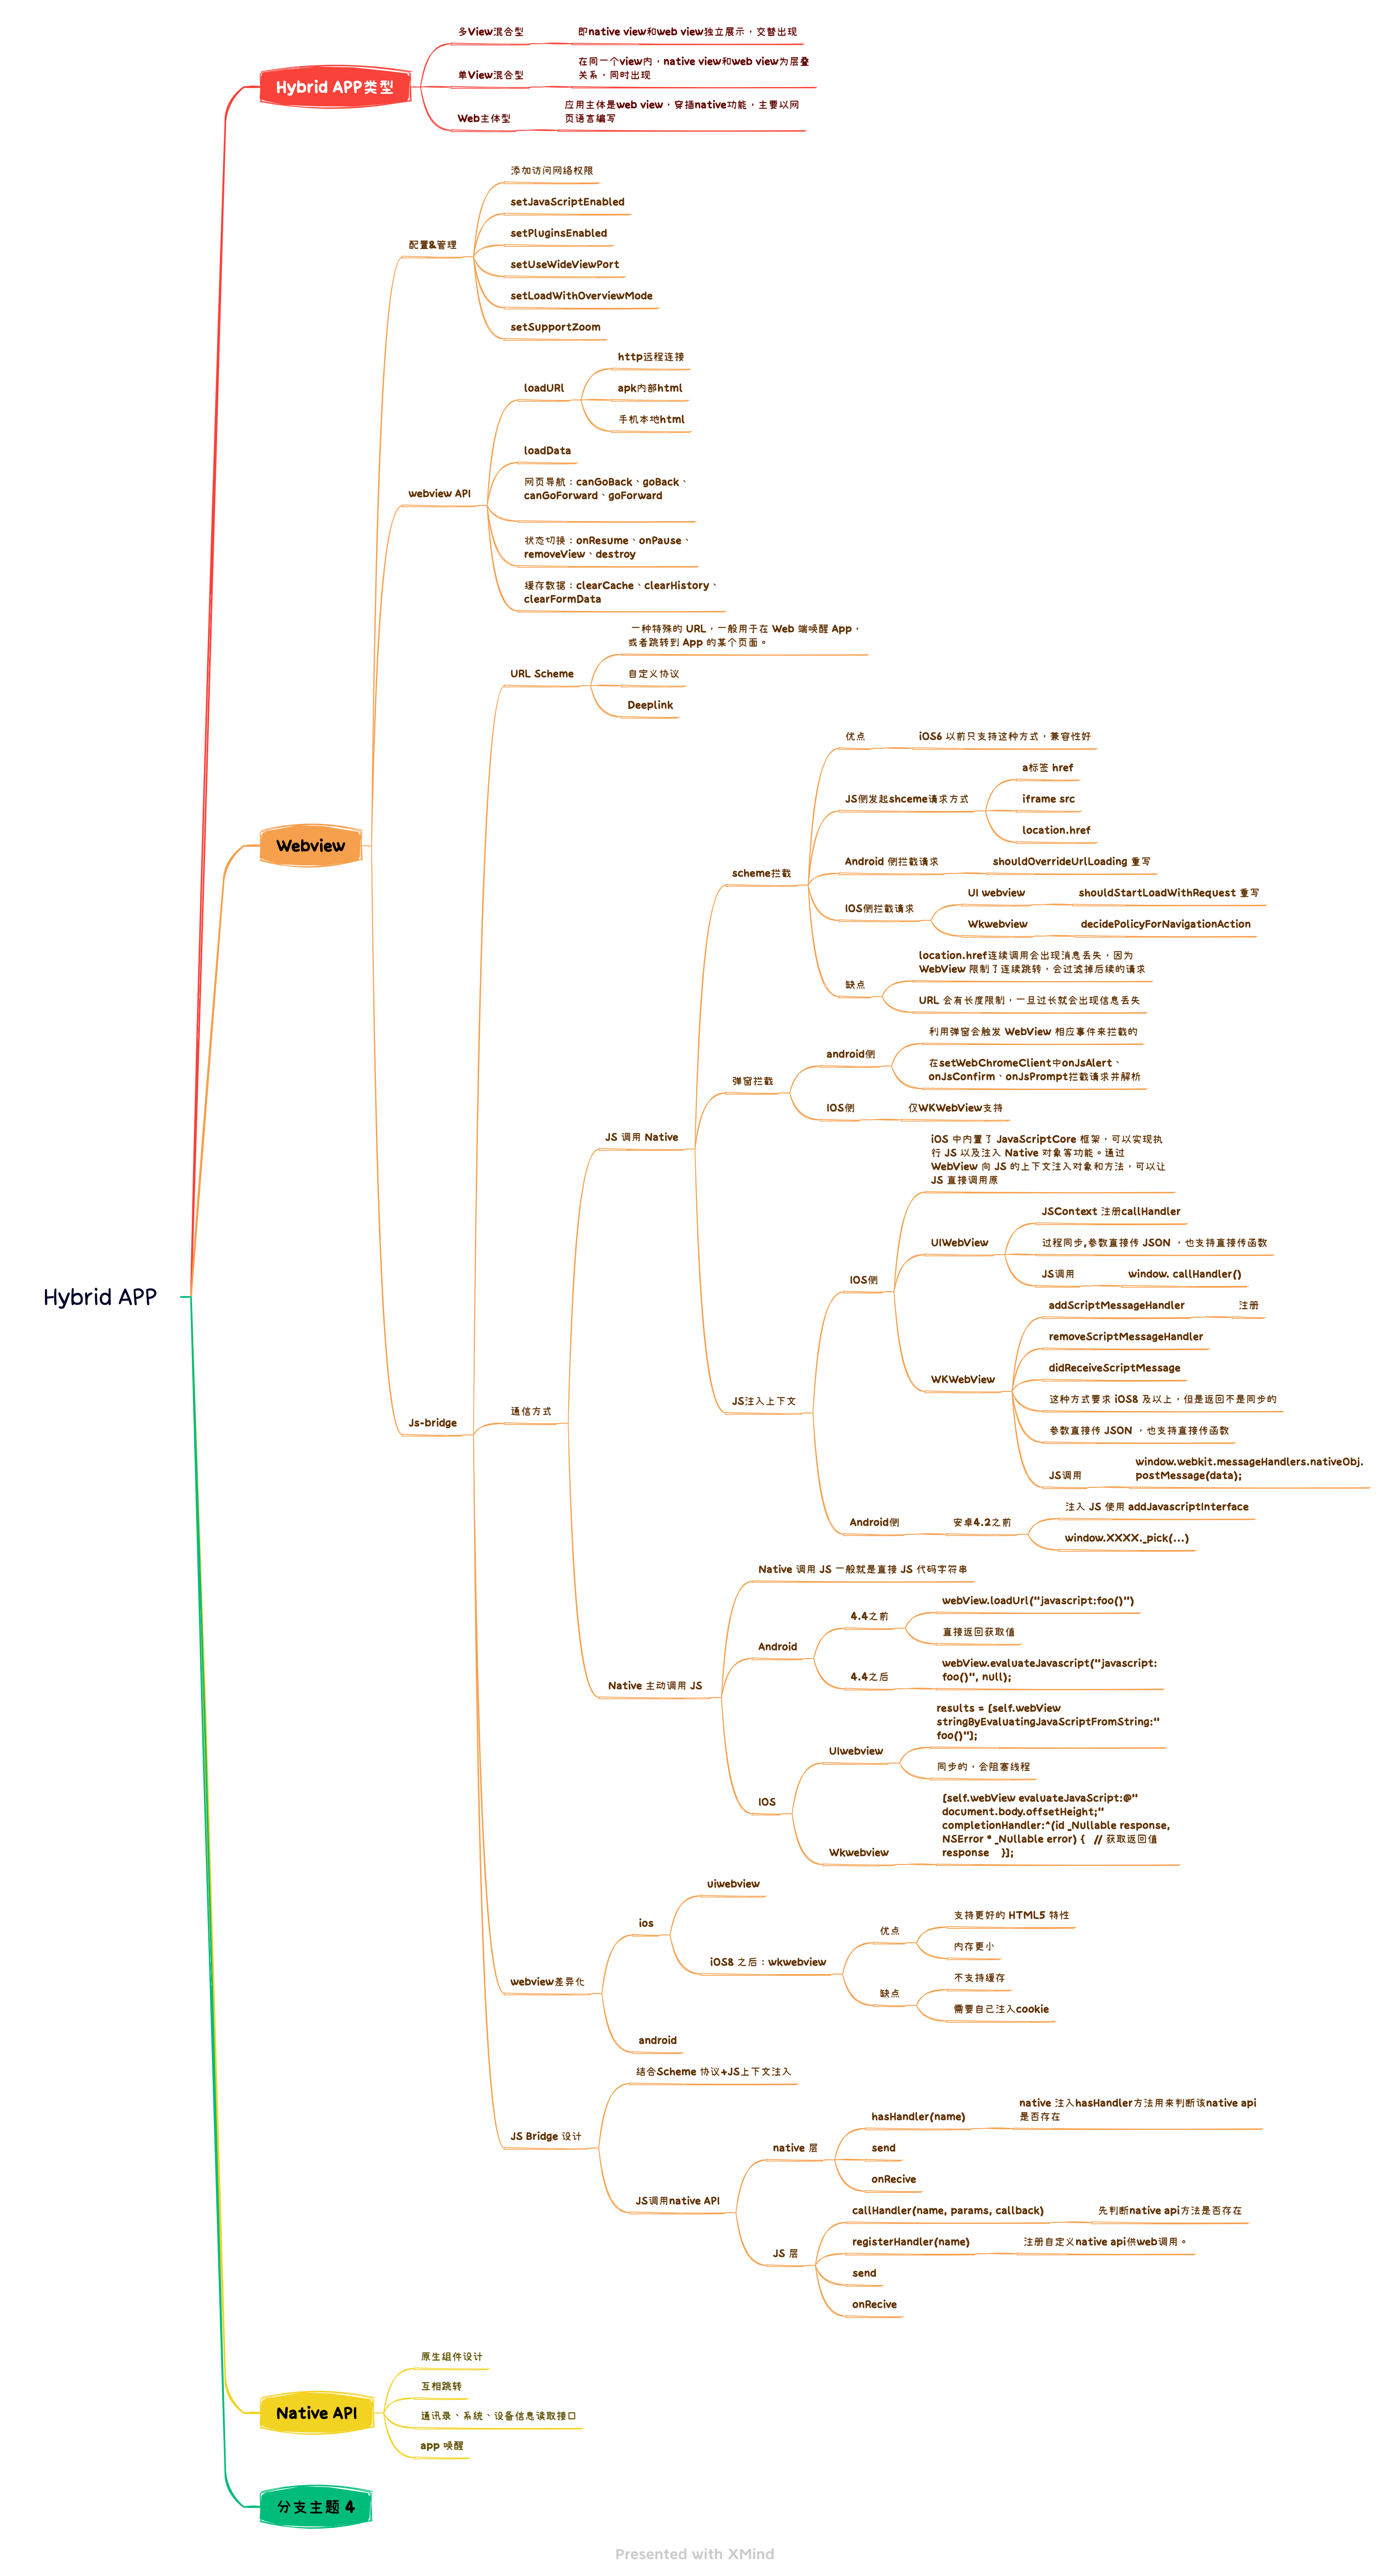 Hybrid APP
Hybrid APP类型
多View混合型
即native view和web view独立展示，交替出现
单View混合型
在同一个view内，native view和web view为层叠
关系，同时出现
Web主体型
应用主体是web view，穿插native功能，主要以网
页语言编写
Webview
配置&管理
添加访问网络权限
setJavaScriptEnabled
setPluginsEnabled
setUseWideViewPort
setLoadWithOverviewMode
setSupportZoom
webview API
loadURl
http远程连接
apk内部html
手机本地html
loadData
网页导航：canGoBack、goBack、
canGoForward、goForward
状态切换：onResume、onPause、
removeView、destroy
缓存数据：clearCache、clearHistory、
clearFormData
Js-bridge
URL Scheme
一种特殊的 URL，一般用于在 Web 端唤醒 App，
或者跳转到 App 的某个页面。
自定义协议
Deeplink
通信方式
JS 调用 Native
scheme拦截
优点
iOS6 以前只支持这种方式，兼容性好
JS侧发起shceme请求方式
a标签 href
iframe src
location.href
Android 侧拦截请求
shouldOverrideUrlLoading 重写
IOS侧拦截请求
UI webview
shouldStartLoadWithRequest 重写
Wkwebview
decidePolicyForNavigationAction
缺点
location.href连续调用会出现消息丢失，因为
WebView 限制了连续跳转，会过滤掉后续的请求
URL 会有长度限制，一旦过长就会出现信息丢失
弹窗拦截
android侧
利用弹窗会触发 WebView 相应事件来拦截的
在setWebChromeClient中onJsAlert、
onJsConfirm、onJsPrompt拦截请求并解析
IOS侧
仅WKWebView支持
JS注入上下文
IOS侧
iOS 中内置了 JavaScriptCore 框架，可以实现执
行 JS 以及注入 Native 对象等功能。通过
WebView 向 JS 的上下文注入对象和方法，可以让
JS 直接调用原
UIWebView
JSContext 注册callHandler
过程同步,参数直接传 JSON ，也支持直接传函数
JS调用
window. callHandler()
WKWebView
addScriptMessageHandler
注册
removeScriptMessageHandler
didReceiveScriptMessage
这种方式要求 iOS8 及以上，但是返回不是同步的
参数直接传 JSON ，也支持直接传函数
JS调用
window.webkit.messageHandlers.nativeObj.
postMessage(data);
Android侧
安卓4.2之前
注入 JS 使用 addJavascriptInterface
window.XXXX._pick(...)
Native 主动调用 JS
Native 调用 JS 一般就是直接 JS 代码字符串
Android
4.4之前
webView.loadUrl("javascript:foo()")
直接返回获取值
4.4之后
webView.evaluateJavascript("javascript:
foo()", null);
IOS
UIwebview
results = [self.webView
stringByEvaluatingJavaScriptFromString:"
foo()"];
同步的，会阻塞线程
Wkwebview
[self.webView evaluateJavaScript:@"
document.body.offsetHeight;"
completionHandler:^(id _Nullable response,
NSError * _Nullable error) {   // 获取返回值
response    }];
webview差异化
ios
uiwebview
iOS8 之后：wkwebview
优点
支持更好的 HTML5 特性
内存更小
缺点
不支持缓存
需要自己注入cookie
android
JS Bridge 设计
结合Scheme 协议+JS上下文注入
JS调用native API
native 层
hasHandler(name)
native 注入hasHandler方法用来判断该native api
是否存在
send
onRecive
JS 层
callHandler(name, params, callback)
先判断native api方法是否存在
registerHandler(name)
注册自定义native api供web调用。
send
onRecive
Native API
原生组件设计
互相跳转
通讯录、系统、设备信息读取接口
app 唤醒
分支主题 4
Presented with XMind